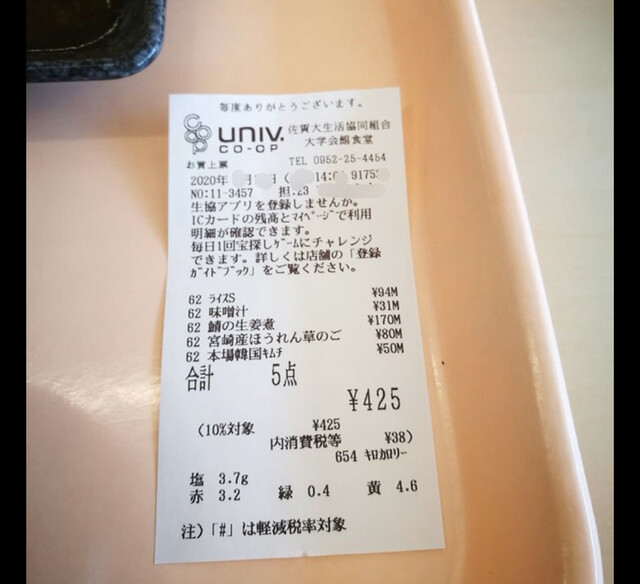 毎度ありがとうございます。
CO-OP UNIV. CO-OP 佐賀大生活協同組合
大学会館食堂
お買上票 TEL 0952-25-4454
2020年
NO:11-3457 担:23
生協アプリを登録しませんか。
ICカードの残高とﾏｲﾍﾟｰｼﾞで利用
明細が確認できます。
毎日1回宝探しｹﾞｰﾑにチャレンジ
できます。詳しくは店舗の「登録
ｶﾞｲﾄﾞﾌﾞｯｸ」をご覧ください。
62 ﾗｲｽS ¥94M
62 味噌汁 ¥31M
62 鯖の生姜煮 ¥170M
62 宮崎産ほうれん草のご ¥80M
62 本場韓国ｷﾑﾁ ¥50M
合計 5点
¥425
(10%対象 ¥425
内消費税等 ¥38)
654 ｷﾛｶﾛﾘｰ
塩 3.7g
赤 3.2 緑 0.4 黄 4.6
注)「#」は軽減税率対象